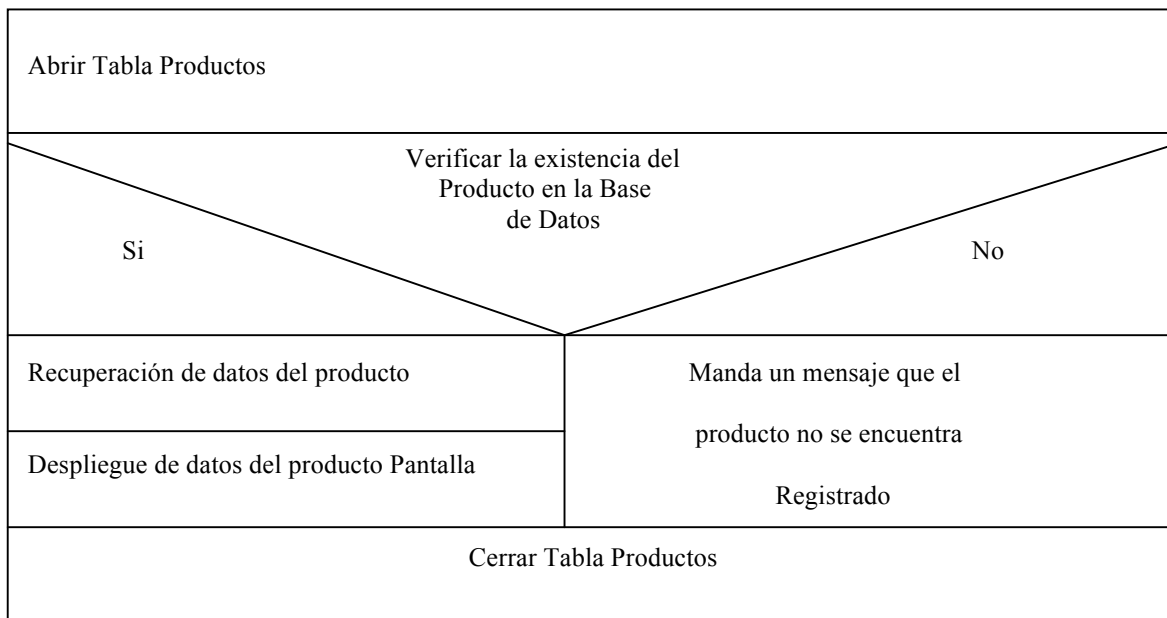 Abrir Tabla Productos
Verificar la existencia del
Producto en la Base
de Datos
Si
No
Recuperación de datos del producto
Despliegue de datos del producto Pantalla
Manda un mensaje que el
producto no se encuentra
Registrado
Cerrar Tabla Productos